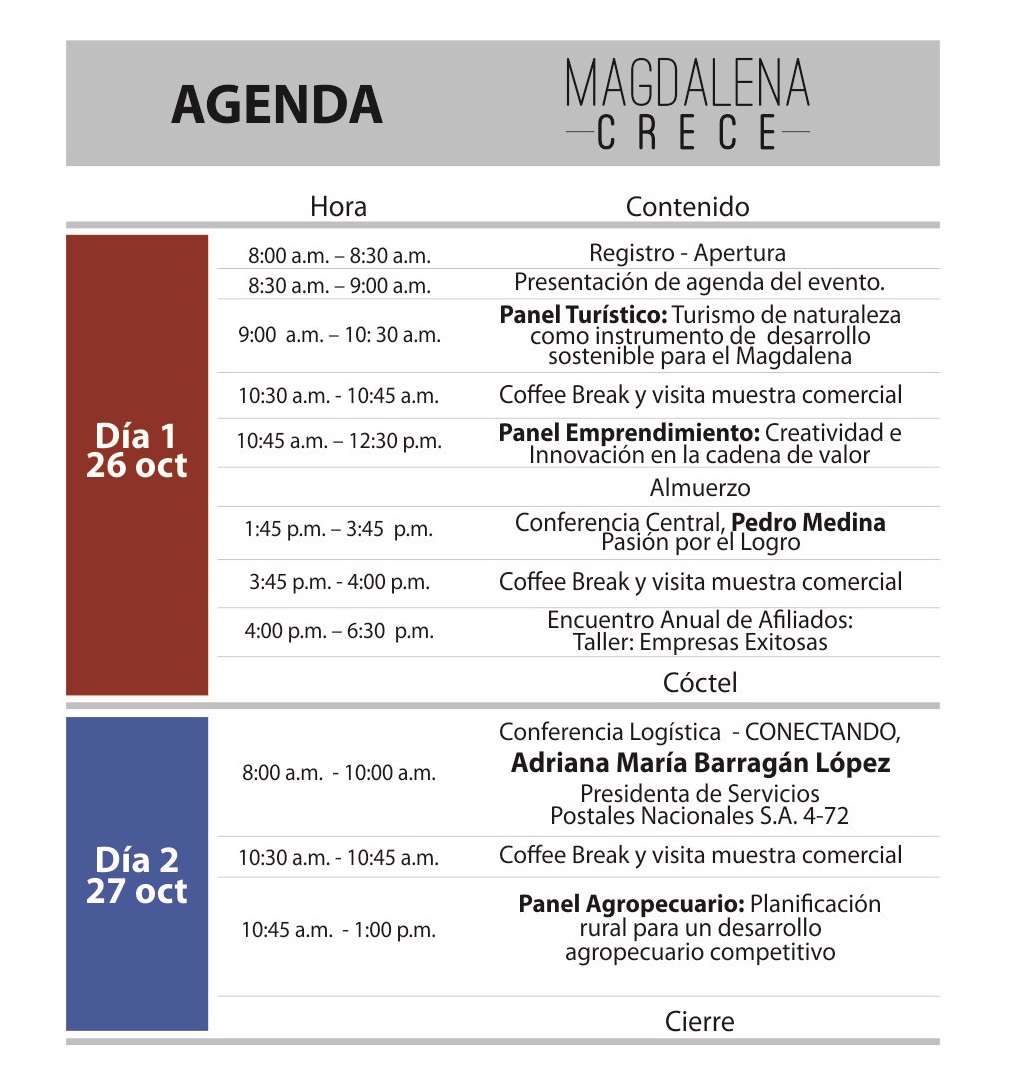 AGENDA
MAGDALENA
CRECE
Hora
Contenido
Día 1
26 oct
8:00 a.m. – 8:30 a.m.
Registro - Apertura
8:30 a.m. – 9:00 a.m.
Presentación de agenda del evento.
9:00  a.m. – 10: 30 a.m.
Panel Turístico: Turismo de naturaleza
como instrumento de  desarrollo
sostenible para el Magdalena
10:30 a.m. - 10:45 a.m.
Coffee Break y visita muestra comercial
10:45 a.m. – 12:30 p.m.
Panel Emprendimiento: Creatividad e
Innovación en la cadena de valor
Almuerzo
1:45 p.m. – 3:45  p.m.
Conferencia Central, Pedro Medina
Pasión por el Logro
3:45 p.m. - 4:00 p.m.
Coffee Break y visita muestra comercial
4:00 p.m. – 6:30  p.m.
Encuentro Anual de Afiliados:
Taller: Empresas Exitosas
Cóctel
Día 2
27 oct
8:00 a.m.  - 10:00 a.m.
Conferencia Logística  - CONECTANDO,
Adriana María Barragán López
Presidenta de Servicios
Postales Nacionales S.A. 4-72
10:30 a.m. - 10:45 a.m.
Coffee Break y visita muestra comercial
10:45 a.m.  - 1:00 p.m.
Panel Agropecuario: Planificación
rural para un desarrollo
agropecuario competitivo
Cierre